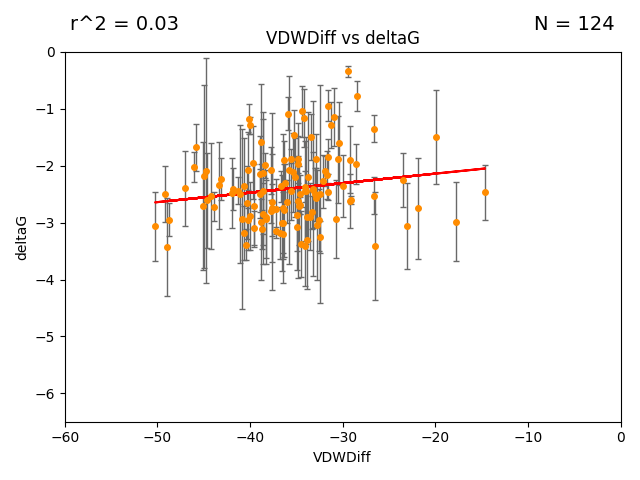 r^2 = 0.03
N = 124
VDWDiff vs deltaG
0
−1
−2
−3
−4
−5
−6
deltaG
−60 −50 −40 −30 −20 −10 0
VDWDiff